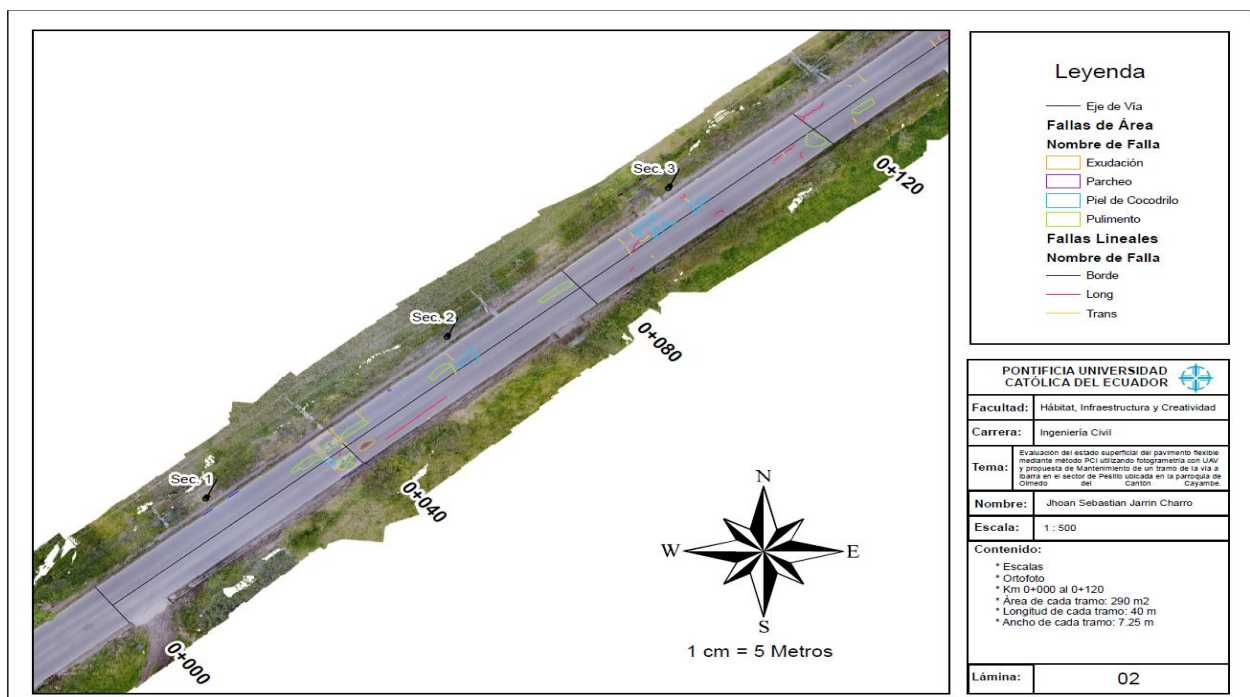 Sec. 3
0+120
Sec. 2
0+080
Sec. 1
0+040
0+000
N
W
E
S
1 cm = 5 Metros
Leyenda
Eje de Vía
Fallas de Área
Nombre de Falla
Exudación
Parcheo
Piel de Cocodrilo
Pulimento
Fallas Lineales
Nombre de Falla
Borde
Long
Trans
PONTIFICIA UNIVERSIDAD
CATÓLICA DEL ECUADOR
Facultad: Hábitat, Infraestructura y Creatividad
Carrera: Ingeniería Civil
Tema: Evaluación del estado superficial del pavimento flexible
mediante método PCI utilizando fotogrametría con UAV
y propuesta de Mantenimiento de un tramo de la vía a
Ibarra en el sector de Pesillo ubicada en la parroquia de
Olmedo del Cantón Cayambe.
Nombre: Jhoan Sebastian Jarrin Charro
Escala: 1 : 500
Contenido:
* Escalas
* Ortofoto
* Km 0+000 al 0+120
* Área de cada tramo: 290 m2
* Longitud de cada tramo: 40 m
* Ancho de cada tramo: 7.25 m
Lámina: 02